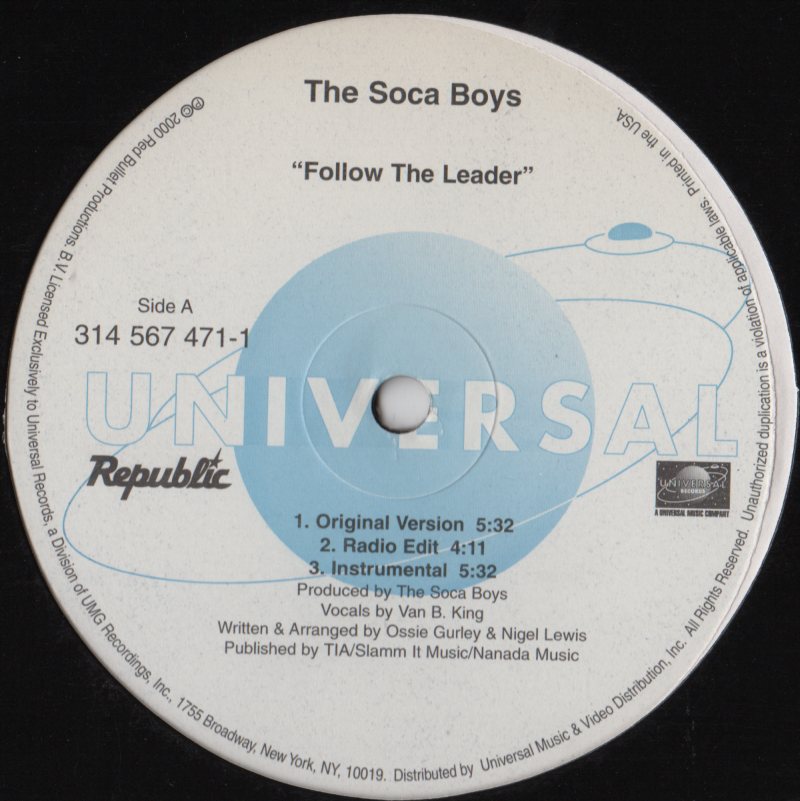 The Soca Boys
"Follow The Leader"
Side A
314 567 471-1
UNIVERSAL
Republic
UNIVERSAL
RECORDS
A UNIVERSAL MUSIC COMPANY
1. Original Version 5:32
2. Radio Edit 4:11
3. Instrumental 5:32
Produced by The Soca Boys
Vocals by Van B. King
Written & Arranged by Ossie Gurley & Nigel Lewis
Published by TIA/Slamm It Music/Nanada Music
℗© 2000 Red Bullet Productions, B.V. Licensed Exclusively to Universal Records, a Division of UMG Recordings, Inc., 1755 Broadway, New York, NY, 10019. Distributed by Universal Music & Video Distribution, Inc. All Rights Reserved. Unauthorized duplication is a violation of applicable laws. Printed in the USA.